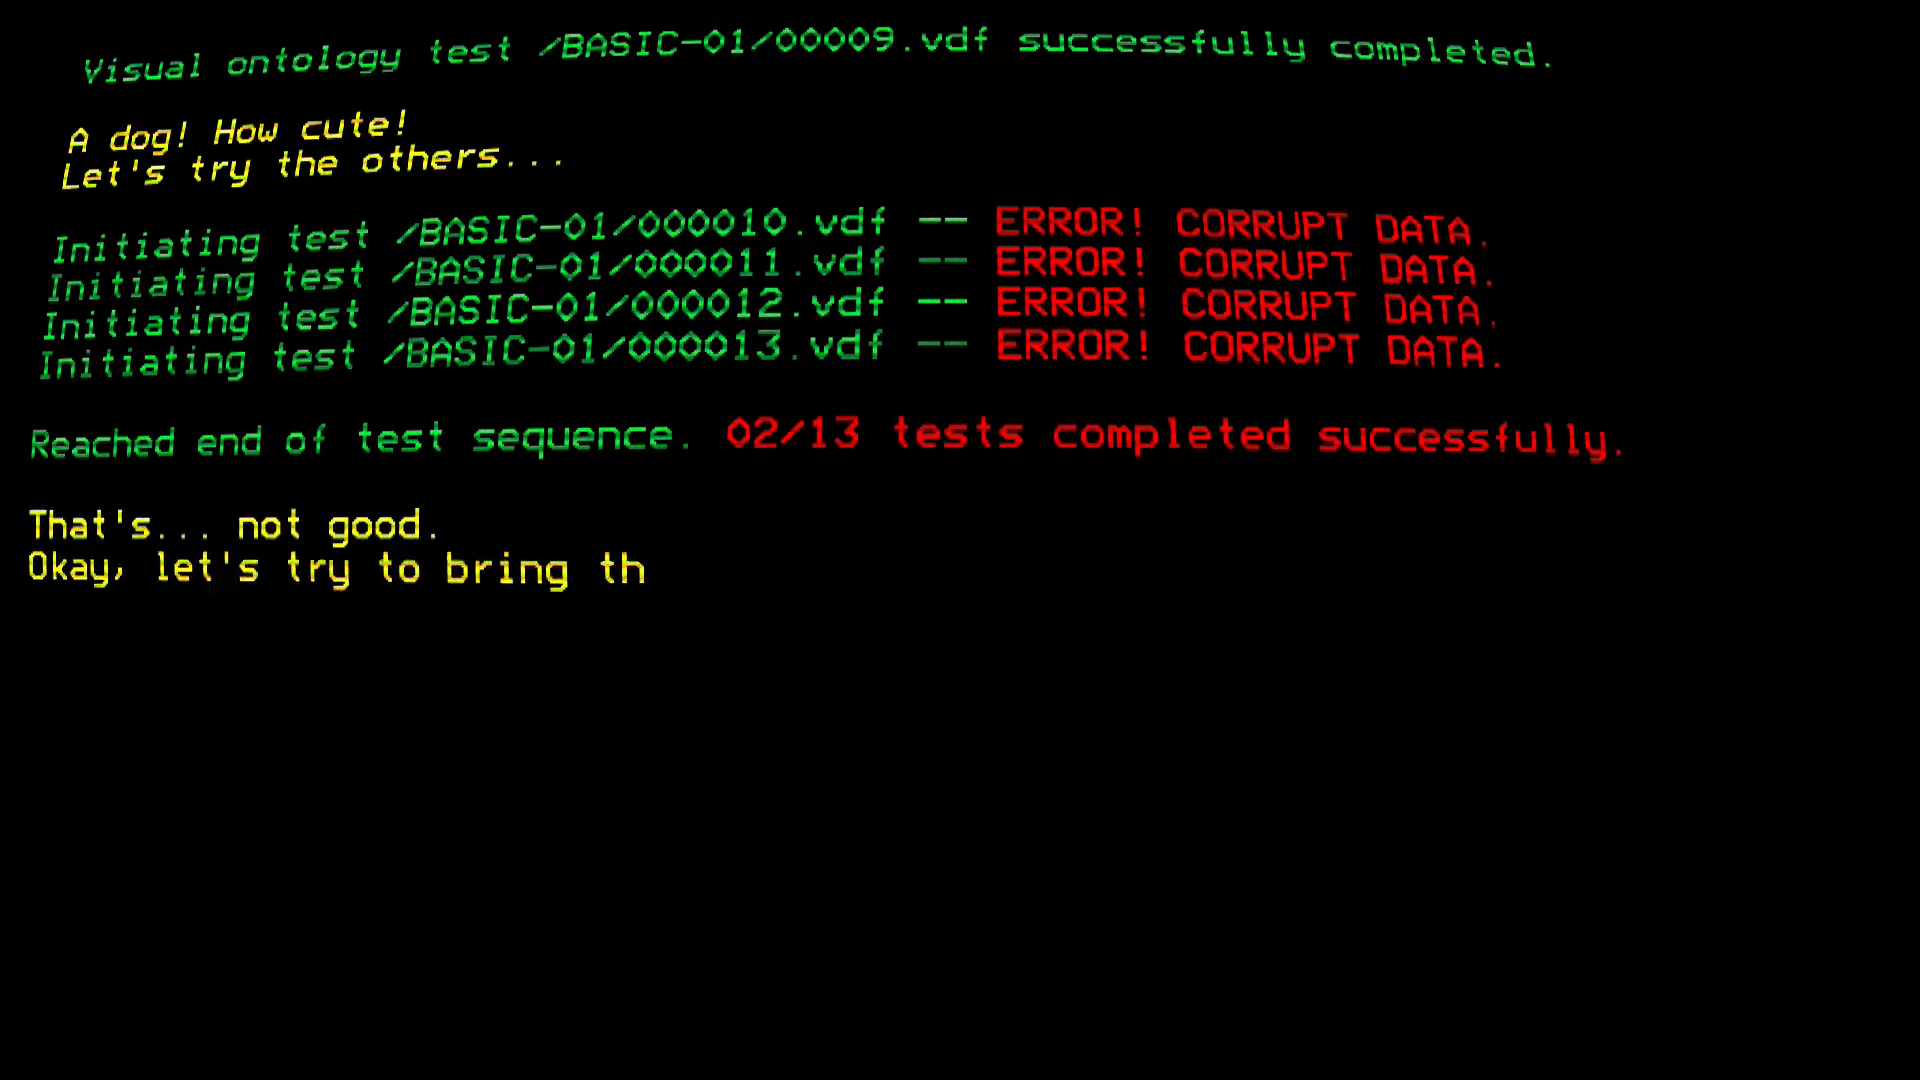 Visual ontology test /BASIC-01/00009.vdf successfully completed.
A dog! How cute!
Let's try the others...
Initiating test /BASIC-01/000010.vdf -- ERROR! CORRUPT DATA.
Initiating test /BASIC-01/000011.vdf -- ERROR! CORRUPT DATA.
Initiating test /BASIC-01/000012.vdf -- ERROR! CORRUPT DATA.
Initiating test /BASIC-01/000013.vdf -- ERROR! CORRUPT DATA.
Reached end of test sequence. 02/13 tests completed successfully.
That's... not good.
Okay, let's try to bring th